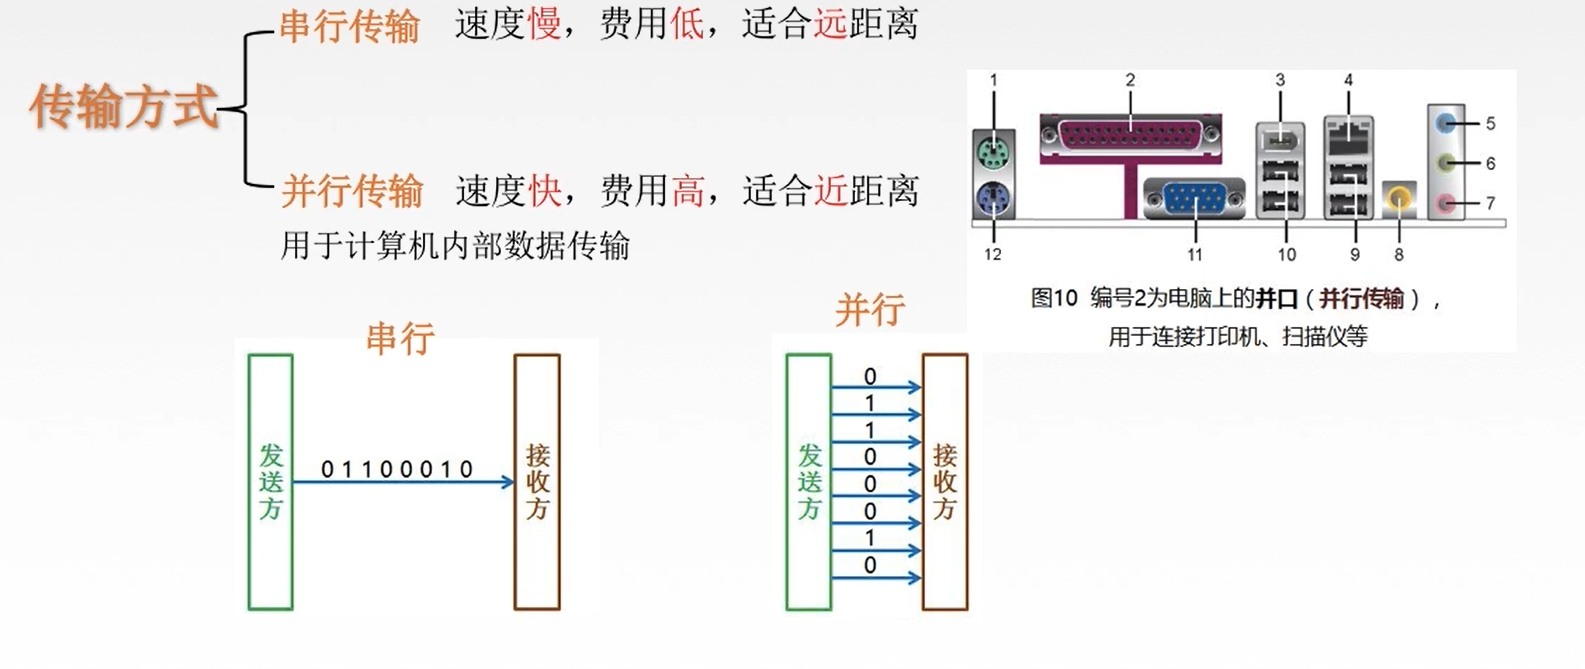 传输方式
串行传输 速度慢，费用低，适合远距离
并行传输 速度快，费用高，适合近距离
用于计算机内部数据传输
1 2 3 4
5
6
7
12 11 10 9 8
图10 编号2为电脑上的并口（并行传输），
用于连接打印机、扫描仪等
串行
发送方
01100010
接收方
并行
发送方
0
1
1
0
0
0
1
0
接收方